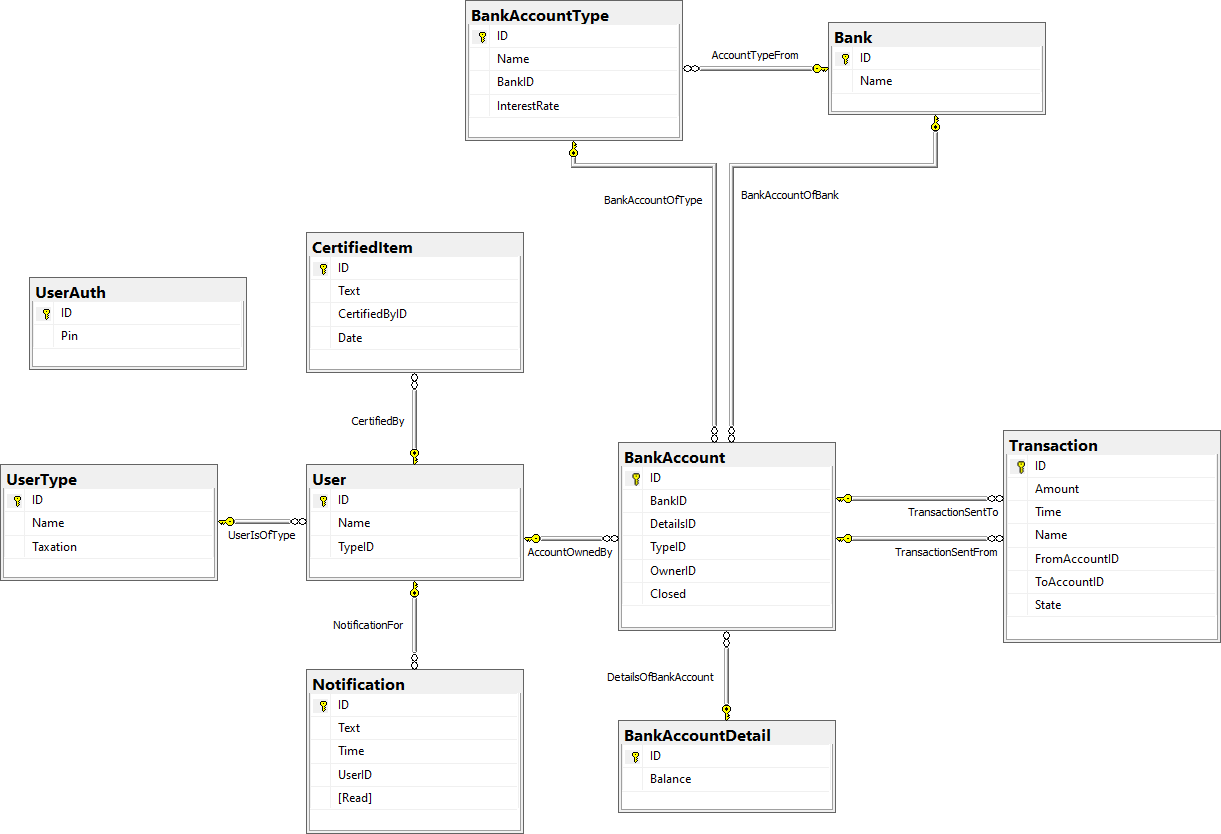 BankAccountType
ID
Name
BankID
InterestRate
AccountTypeFrom
Bank
ID
Name
BankAccountOfType
BankAccountOfBank
CertifiedItem
ID
Text
CertifiedByID
Date
UserAuth
ID
Pin
CertifiedBy
UserType
ID
Name
Taxation
UserIsOfType
User
ID
Name
TypeID
AccountOwnedBy
BankAccount
ID
BankID
DetailsID
TypeID
OwnerID
Closed
TransactionSentTo
TransactionSentFrom
Transaction
ID
Amount
Time
Name
FromAccountID
ToAccountID
State
NotificationFor
DetailsOfBankAccount
Notification
ID
Text
Time
UserID
[Read]
BankAccountDetail
ID
Balance